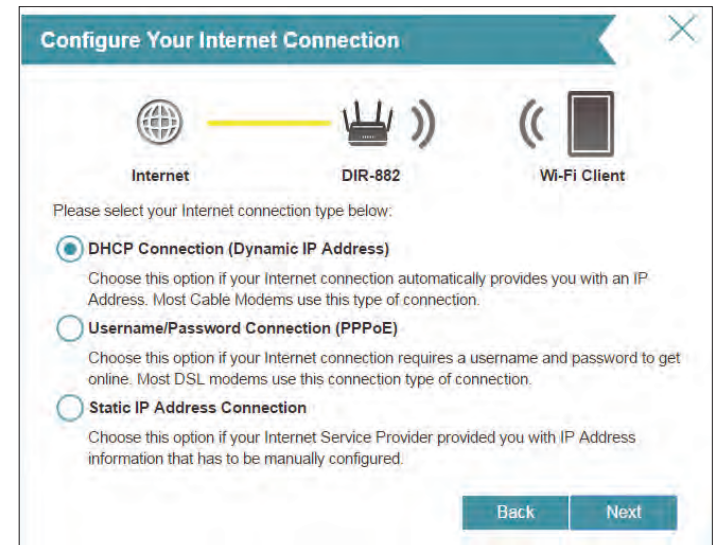 Configure Your Internet Connection
Internet
DIR-882
Wi-Fi Client
Please select your Internet connection type below:
DHCP Connection (Dynamic IP Address)
Choose this option if your Internet connection automatically provides you with an IP
Address. Most Cable Modems use this type of connection.
Username/Password Connection (PPPoE)
Choose this option if your Internet connection requires a username and password to get
online. Most DSL modems use this connection type of connection.
Static IP Address Connection
Choose this option if your Internet Service Provider provided you with IP Address
information that has to be manually configured.
Back
Next